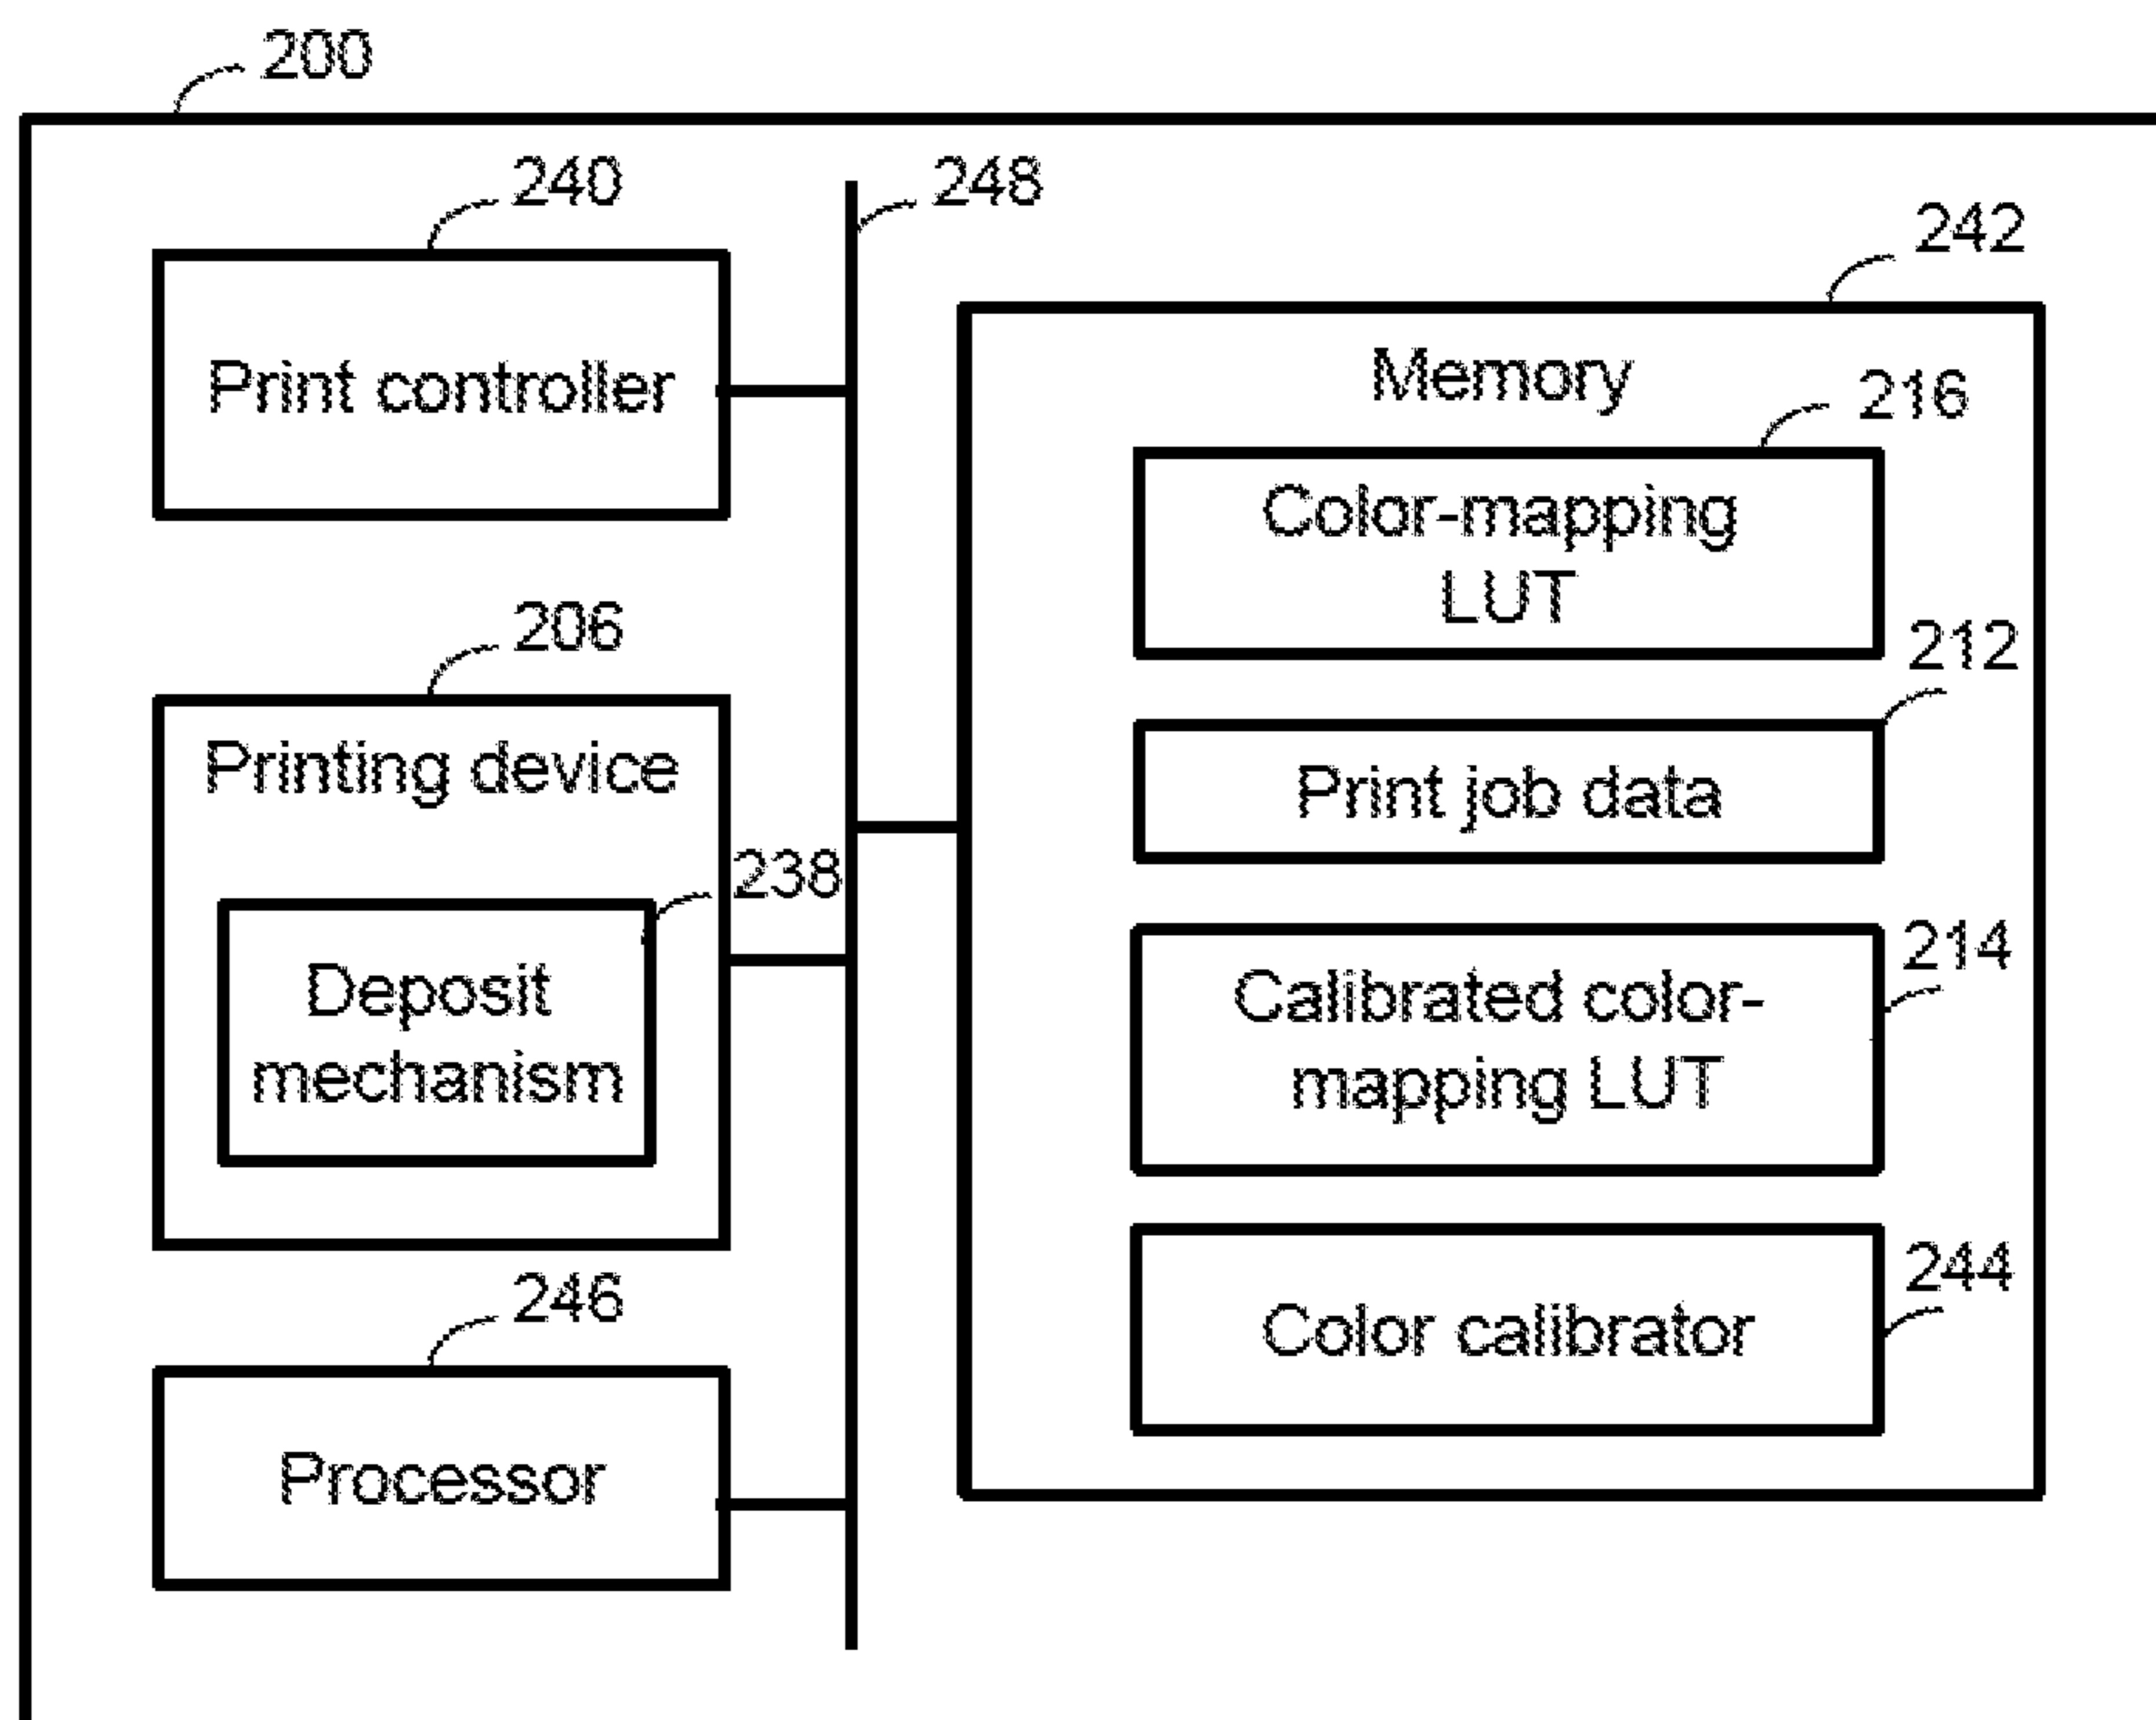 200
240
248
242
Print controller
Memory
216
Color-mapping
LUT
206
212
Printing device
Print job data
238
214
Deposit
mechanism
Calibrated color-
mapping LUT
246
244
Color calibrator
Processor